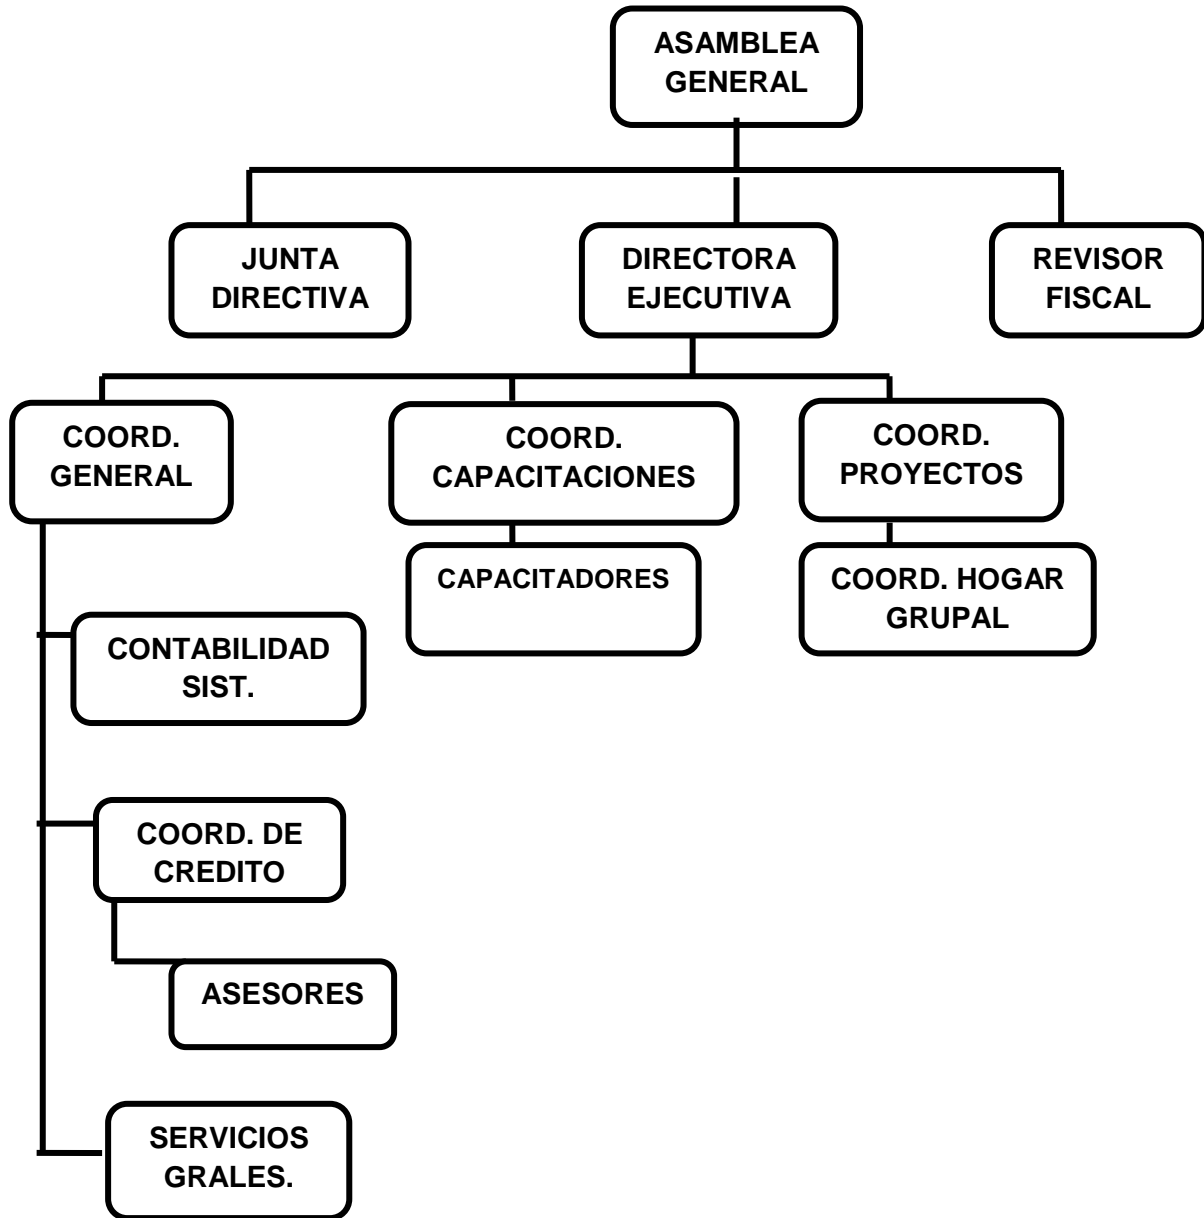 ASAMBLEA
GENERAL
JUNTA
DIRECTIVA
DIRECTORA
EJECUTIVA
REVISOR
FISCAL
COORD.
GENERAL
COORD.
CAPACITACIONES
COORD.
PROYECTOS
CAPACITADORES
COORD. HOGAR
GRUPAL
CONTABILIDAD
SIST.
COORD. DE
CREDITO
ASESORES
SERVICIOS
GRALES.